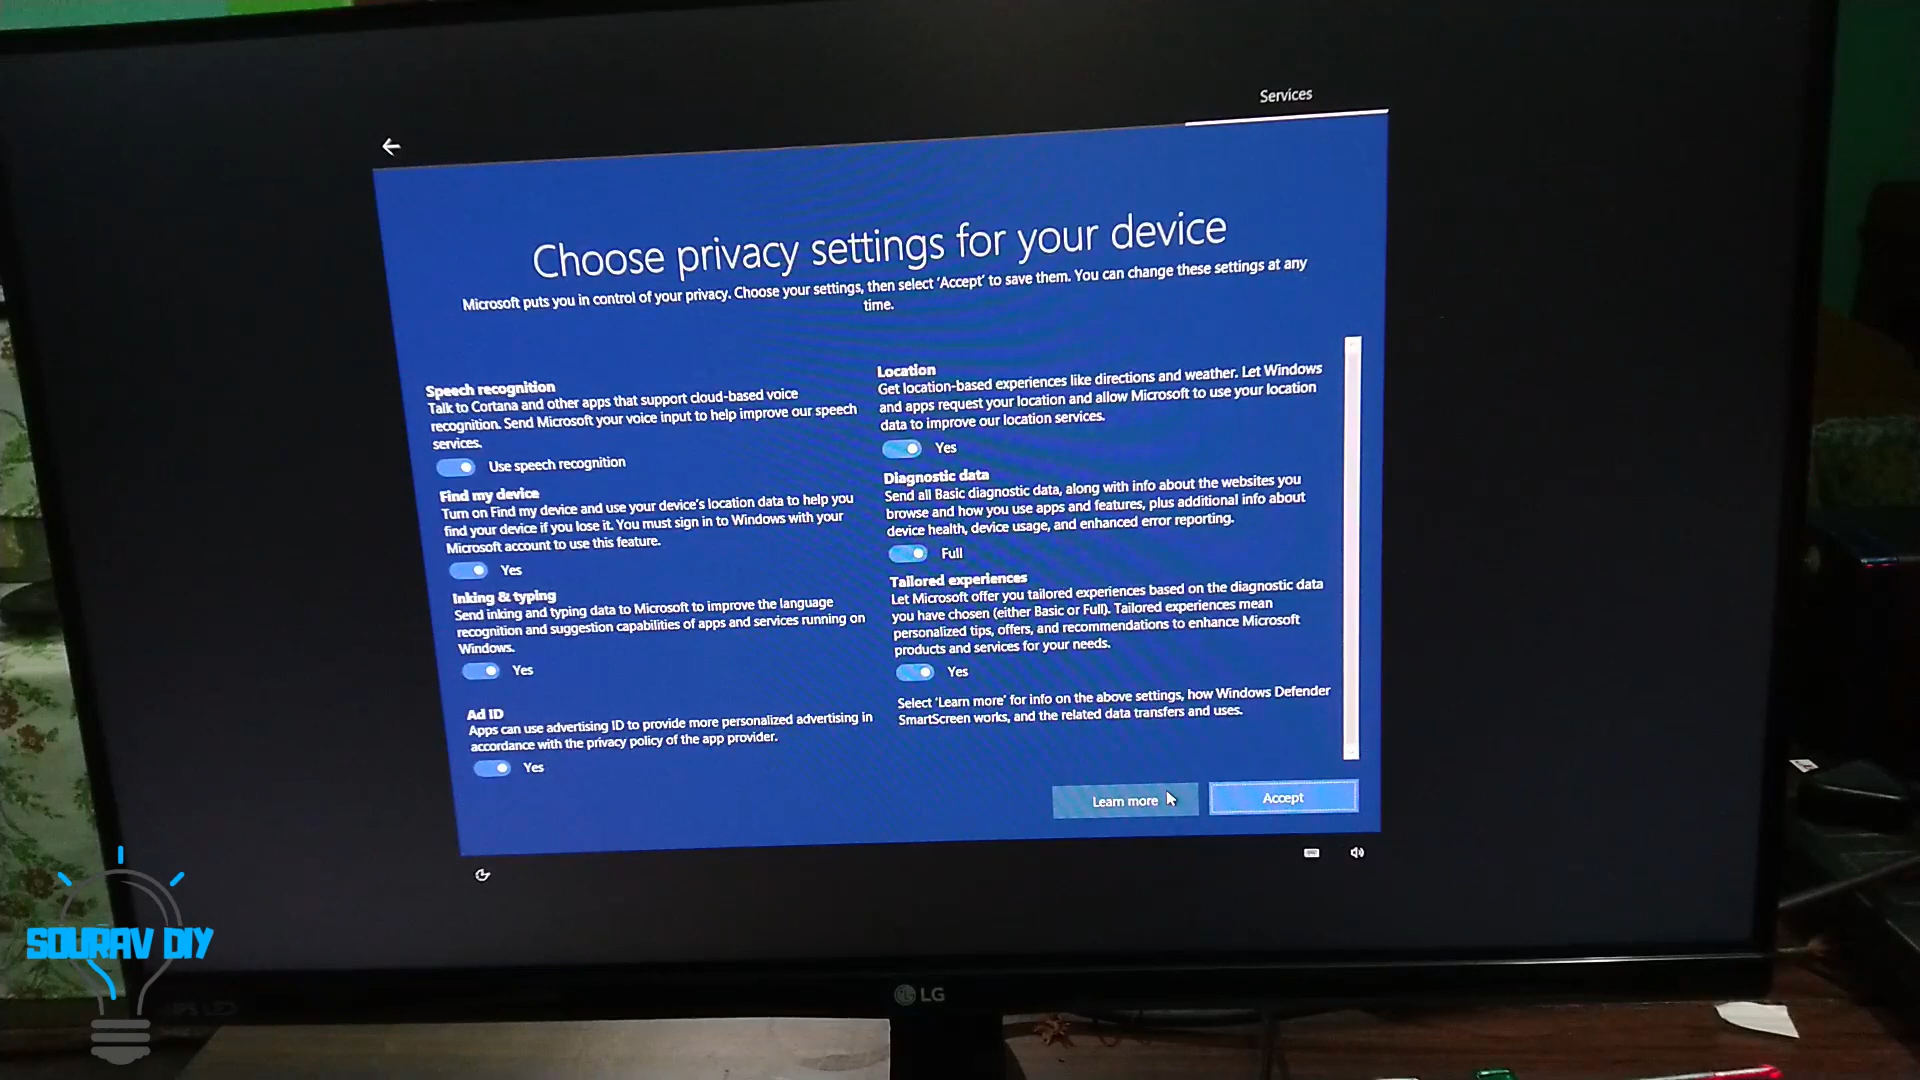 Services
Choose privacy settings for your device
Microsoft puts you in control of your privacy. Choose your settings, then select 'Accept' to save them. You can change these settings at any
time.
Speech recognition
Talk to Cortana and other apps that support cloud-based voice
recognition. Send Microsoft your voice input to help improve our speech
services.
Use speech recognition
Find my device
Turn on Find my device and use your device's location data to help you
find your device if you lose it. You must sign in to Windows with your
Microsoft account to use this feature.
Yes
Inking & typing
Send inking and typing data to Microsoft to improve the language
recognition and suggestion capabilities of apps and services running on
Windows.
Yes
Ad ID
Apps can use advertising ID to provide more personalized advertising in
accordance with the privacy policy of the app provider.
Yes
Location
Get location-based experiences like directions and weather. Let Windows
and apps request your location and allow Microsoft to use your location
data to improve our location services.
Yes
Diagnostic data
Send all Basic diagnostic data, along with info about the websites you
browse and how you use apps and features, plus additional info about
device health, device usage, and enhanced error reporting.
Full
Tailored experiences
Let Microsoft offer you tailored experiences based on the diagnostic data
you have chosen (either Basic or Full). Tailored experiences mean
personalized tips, offers, and recommendations to enhance Microsoft
products and services for your needs.
Yes
Select 'Learn more' for info on the above settings, how Windows Defender
SmartScreen works, and the related data transfers and uses.
Learn more
Accept
SOURAV DIY
IPS LED
LG